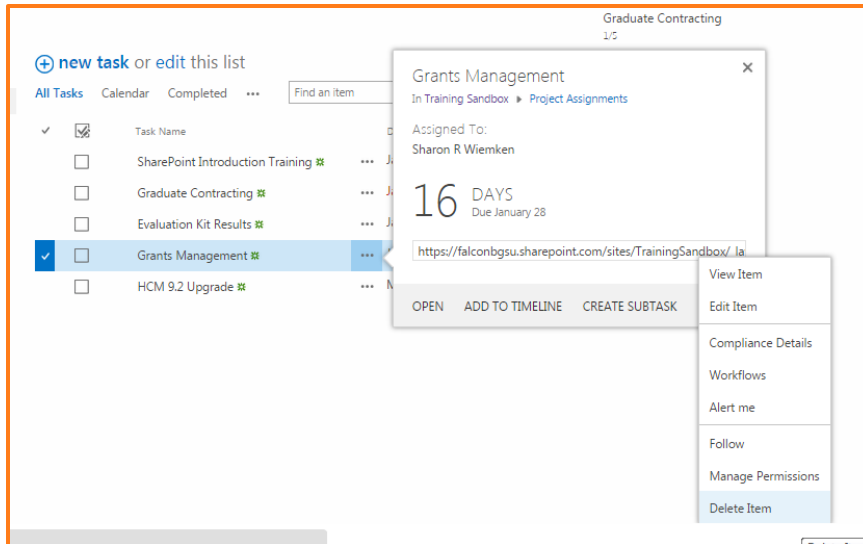 Graduate Contracting
1/5
new task or edit this list
All Tasks Calendar Completed ••• Find an item
Task Name
SharePoint Introduction Training •••
Graduate Contracting •••
Evaluation Kit Results •••
Grants Management •••
HCM 9.2 Upgrade •••
Grants Management
In Training Sandbox ▸ Project Assignments
Assigned To:
Sharon R Wiemken
16 DAYS
Due January 28
https://falconbgsu.sharepoint.com/sites/TrainingSandbox/_la
OPEN ADD TO TIMELINE CREATE SUBTASK
View Item
Edit Item
Compliance Details
Workflows
Alert me
Follow
Manage Permissions
Delete Item